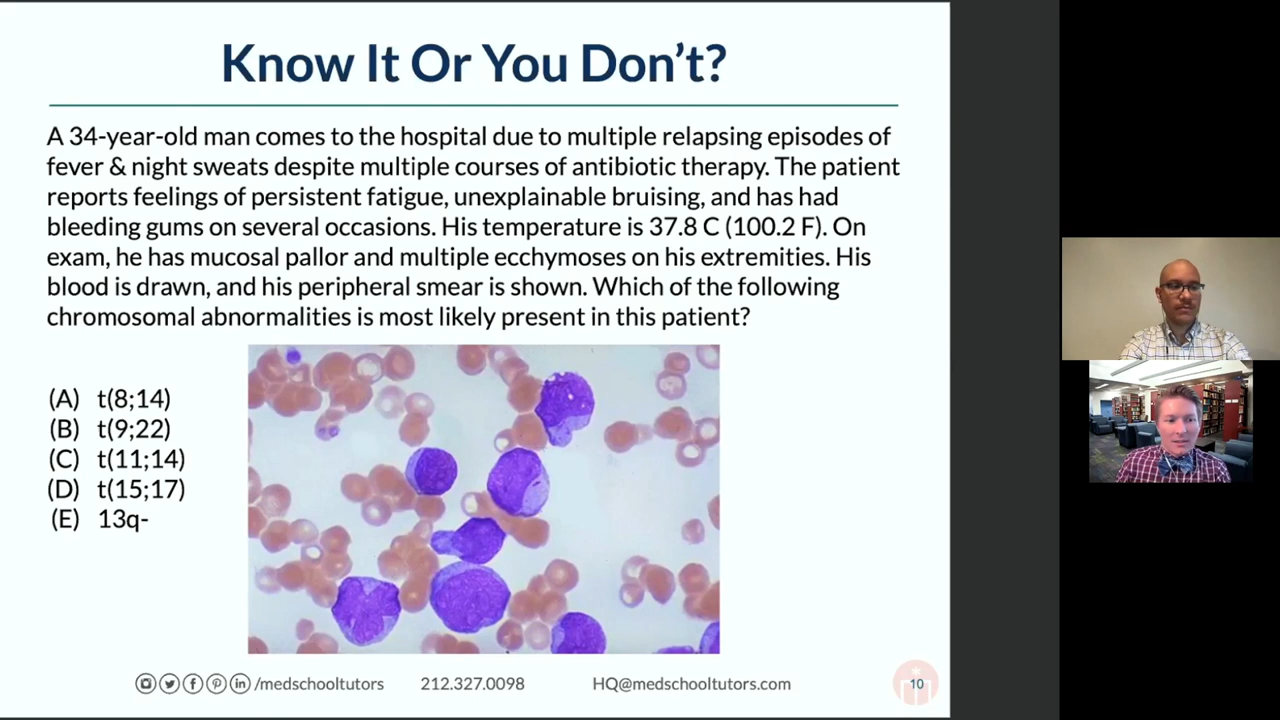 Know It Or You Don't?
A 34-year-old man comes to the hospital due to multiple relapsing episodes of
fever & night sweats despite multiple courses of antibiotic therapy. The patient
reports feelings of persistent fatigue, unexplainable bruising, and has had
bleeding gums on several occasions. His temperature is 37.8 C (100.2 F). On
exam, he has mucosal pallor and multiple ecchymoses on his extremities. His
blood is drawn, and his peripheral smear is shown. Which of the following
chromosomal abnormalities is most likely present in this patient?
(A) t(8;14)
(B) t(9;22)
(C) t(11;14)
(D) t(15;17)
(E) 13q-
/medschooltutors 212.327.0098 HQ@medschooltutors.com 10